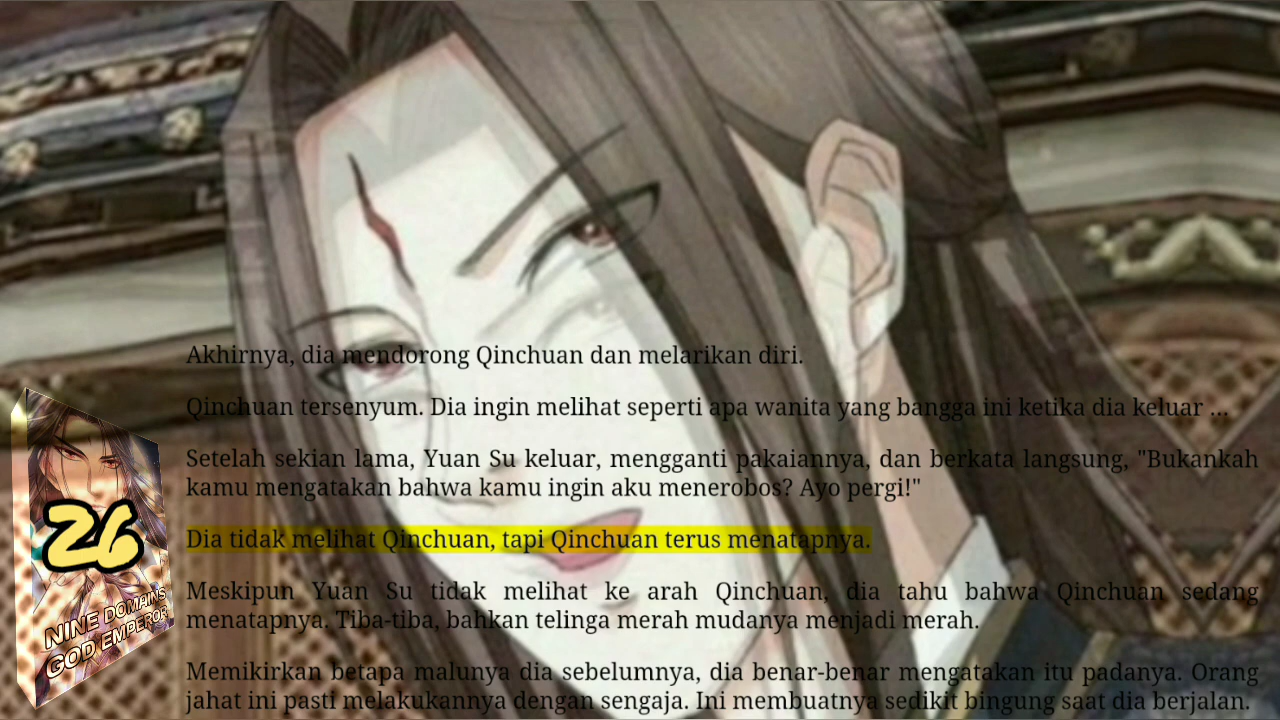 Akhirnya, dia mendorong Qinchuan dan melarikan diri.
Qinchuan tersenyum. Dia ingin melihat seperti apa wanita yang bangga ini ketika dia keluar ...
Setelah sekian lama, Yuan Su keluar, mengganti pakaiannya, dan berkata langsung, "Bukankah
kamu mengatakan bahwa kamu ingin aku menerobos? Ayo pergi!"
Dia tidak melihat Qinchuan, tapi Qinchuan terus menatapnya.
Meskipun Yuan Su tidak melihat ke arah Qinchuan, dia tahu bahwa Qinchuan sedang
menatapnya. Tiba-tiba, bahkan telinga merah mudanya menjadi merah.
Memikirkan betapa malunya dia sebelumnya, dia benar-benar mengatakan itu padanya. Orang
jahat ini pasti melakukannya dengan sengaja. Ini membuatnya sedikit bingung saat dia berjalan.
26
NINE DOMAINS
GOD EMPEROR